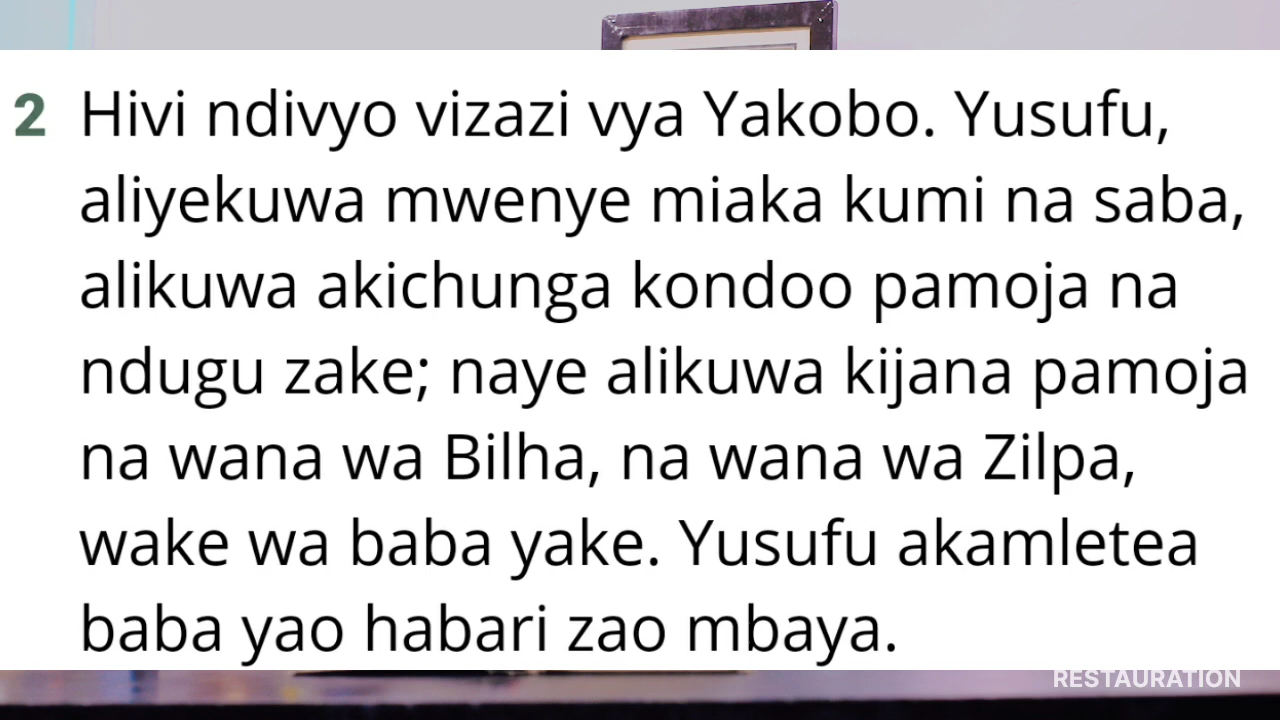 2 Hivi ndivyo vizazi vya Yakobo. Yusufu,
aliyekuwa mwenye miaka kumi na saba,
alikuwa akichunga kondoo pamoja na
ndugu zake; naye alikuwa kijana pamoja
na wana wa Bilha, na wana wa Zilpa,
wake wa baba yake. Yusufu akamletea
baba yao habari zao mbaya.
RESTAURATION